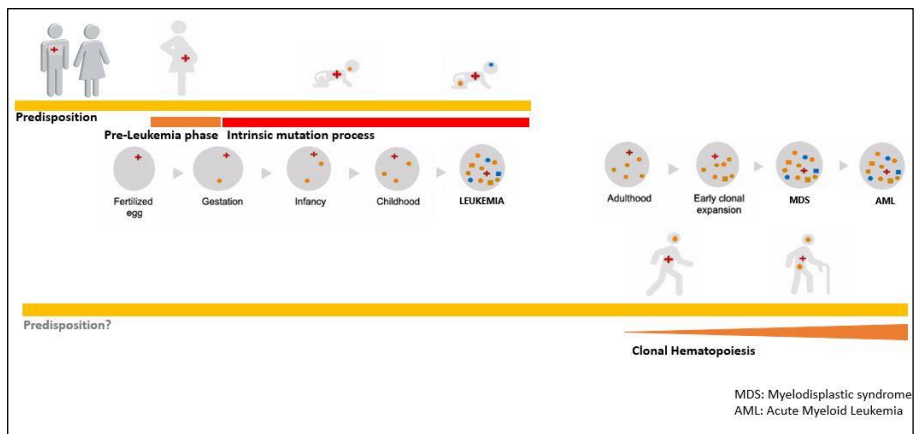 Predisposition
Pre-Leukemia phase Intrinsic mutation process
Fertilized
egg
Gestation
Infancy
Childhood
LEUKEMIA
Adulthood
Early clonal
expansion
MDS
AML
Predisposition?
Clonal Hematopoiesis
MDS: Myelodisplastic syndrome
AML: Acute Myeloid Leukemia